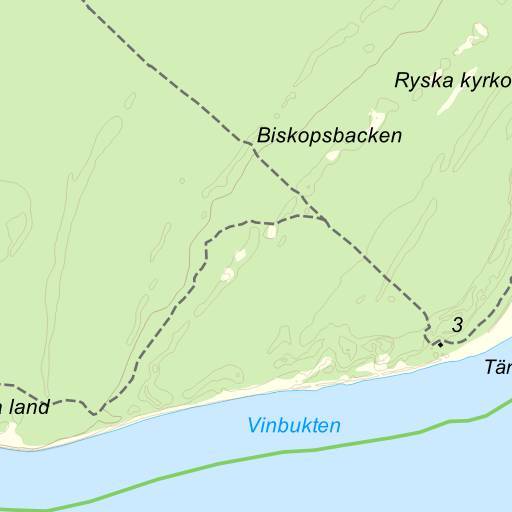 Ryska kyrko
Biskopsbacken
3
Tär
a land
Vinbukten